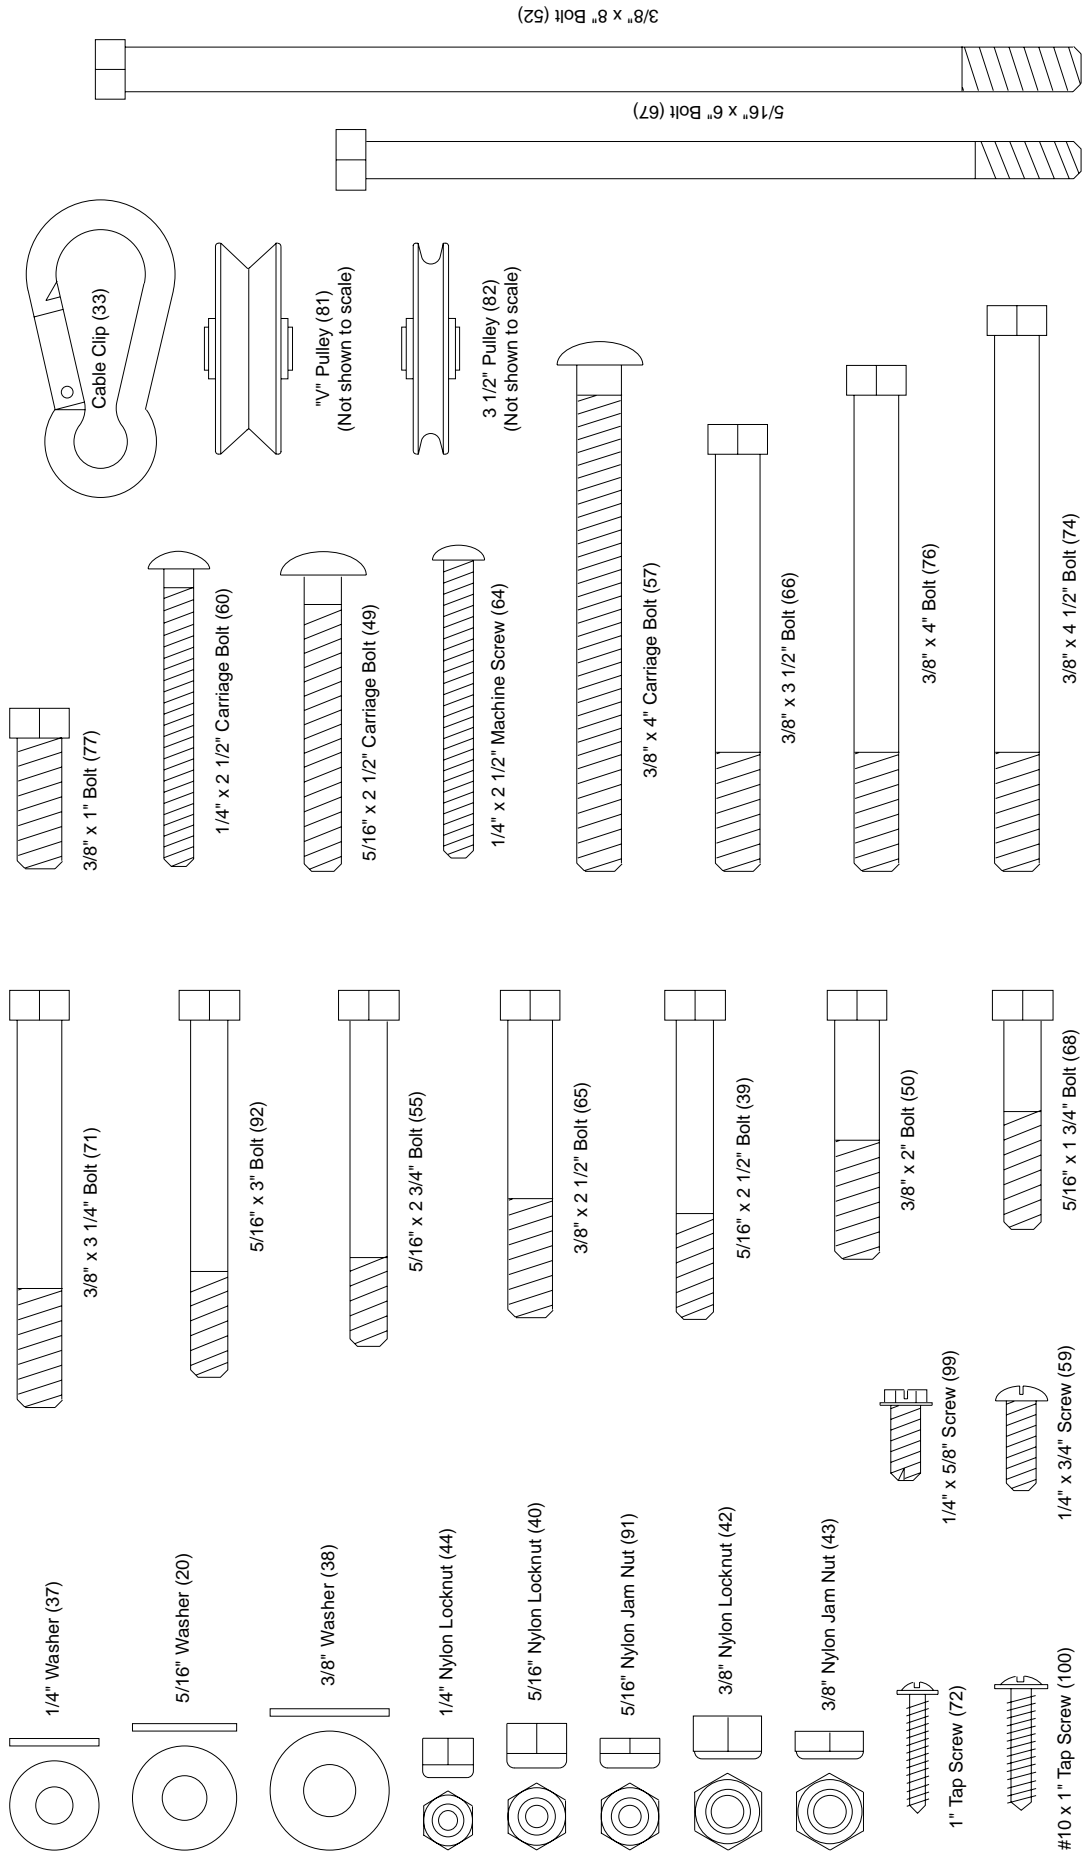 1/4" Washer (37)
5/16" Washer (20)
3/8" Washer (38)
1/4" Nylon Locknut (44)
5/16" Nylon Locknut (40)
5/16" Nylon Jam Nut (91)
3/8" Nylon Locknut (42)
3/8" Nylon Jam Nut (43)
1" Tap Screw (72)
#10 x 1" Tap Screw (100)
1/4" x 5/8" Screw (99)
1/4" x 3/4" Screw (59)
3/8" x 3 1/4" Bolt (71)
5/16" x 3" Bolt (92)
5/16" x 2 3/4" Bolt (55)
3/8" x 2 1/2" Bolt (65)
5/16" x 2 1/2" Bolt (39)
3/8" x 2" Bolt (50)
5/16" x 1 3/4" Bolt (68)
3/8" x 1" Bolt (77)
1/4" x 2 1/2" Carriage Bolt (60)
5/16" x 2 1/2" Carriage Bolt (49)
1/4" x 2 1/2" Machine Screw (64)
3/8" x 4" Carriage Bolt (57)
3/8" x 3 1/2" Bolt (66)
3/8" x 4" Bolt (76)
3/8" x 4 1/2" Bolt (74)
Cable Clip (33)
"V" Pulley (81)
(Not shown to scale)
3 1/2" Pulley (82)
(Not shown to scale)
5/16" x 6" Bolt (67)
3/8" x 8" Bolt (52)